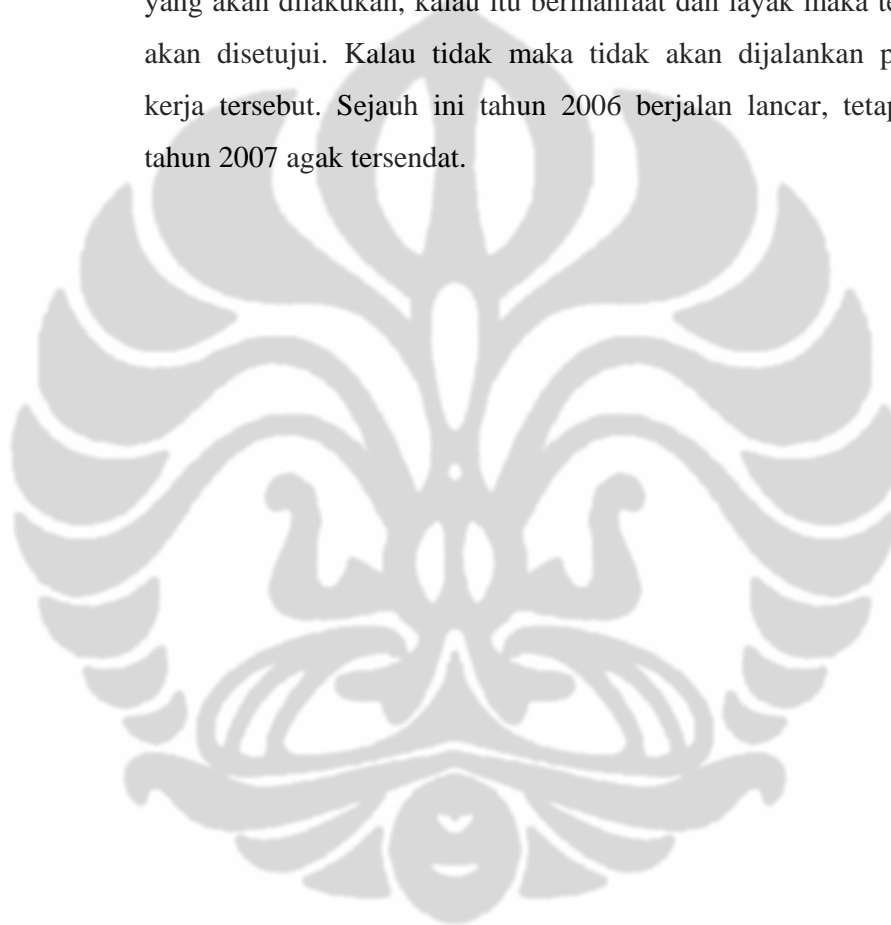 yang akan dilakukan, kalau itu bermanfaat dan layak maka
akan disetujui. Kalau tidak maka tidak akan dijalankan
kerja tersebut. Sejauh ini tahun 2006 berjalan lancar,
tahun 2007 agak tersendat.